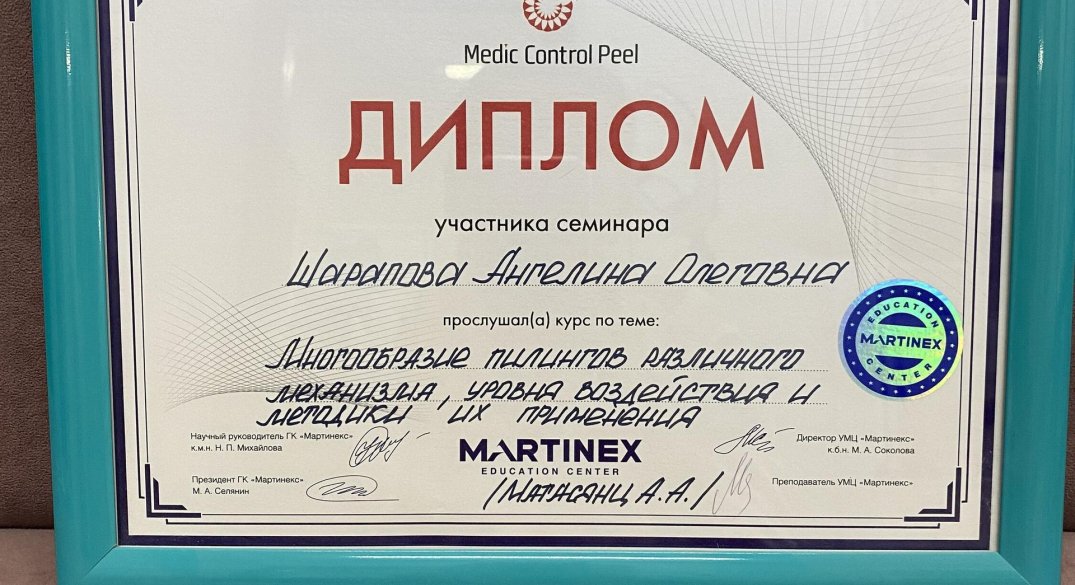 Medic Control Peel
ДИПЛОМ
участника семинара
Шарапова Ангелина Олеговна
прослушал(а) курс по теме:
Многообразие пилингов различного
механизма, уровня воздействия и
методики их применения
Научный руководитель ГК «Мартинекс»
к.м.н. Н. П. Михайлова
Президент ГК «Мартинекс»
М. А. Селянин
MARTINEX
EDUCATION CENTER
/Матасянц А.А./
Директор УМЦ «Мартинекс»
к.б.н. М. А. Соколова
Преподаватель УМЦ «Мартинекс»
EDUCATION
MARTINEX
CENTER